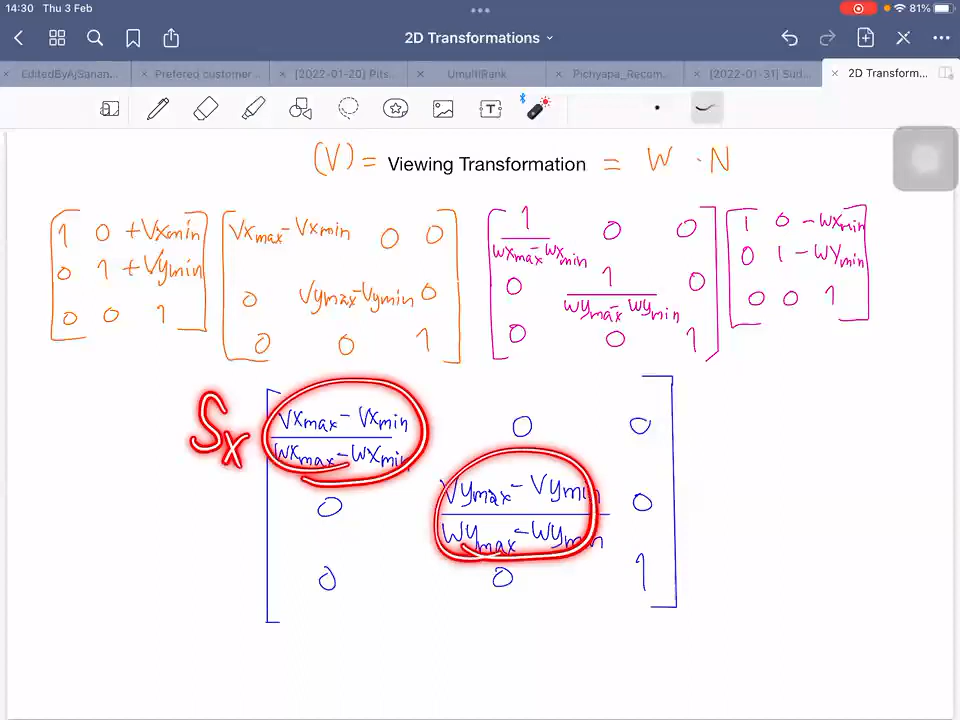 14:30 Thu 3 Feb 81%
2D Transformations
EditedByAjSanan... Prefered customer... [2022-01-20] Pits... UmultiRank Pichyapa_Recom... [2022-01-31] Sud... 2D Transform...
(V) = Viewing Transformation = W · N
1 0 +Vxmin Vxmax-Vxmin 0 0 1 0 0 1 0 -Wxmin
Wxmax-Wxmin
0 1 +Vymin 0 Vymax-Vymin 0 0 1 0 0 1 -Wymin
Wymax-Wymin
0 0 1 0 0 1 0 0 1 0 0 1
Sx Vxmax-Vxmin 0 0
Wxmax-Wxmin
0 Vymax-Vymin 0
Wymax-Wymin
0 0 1